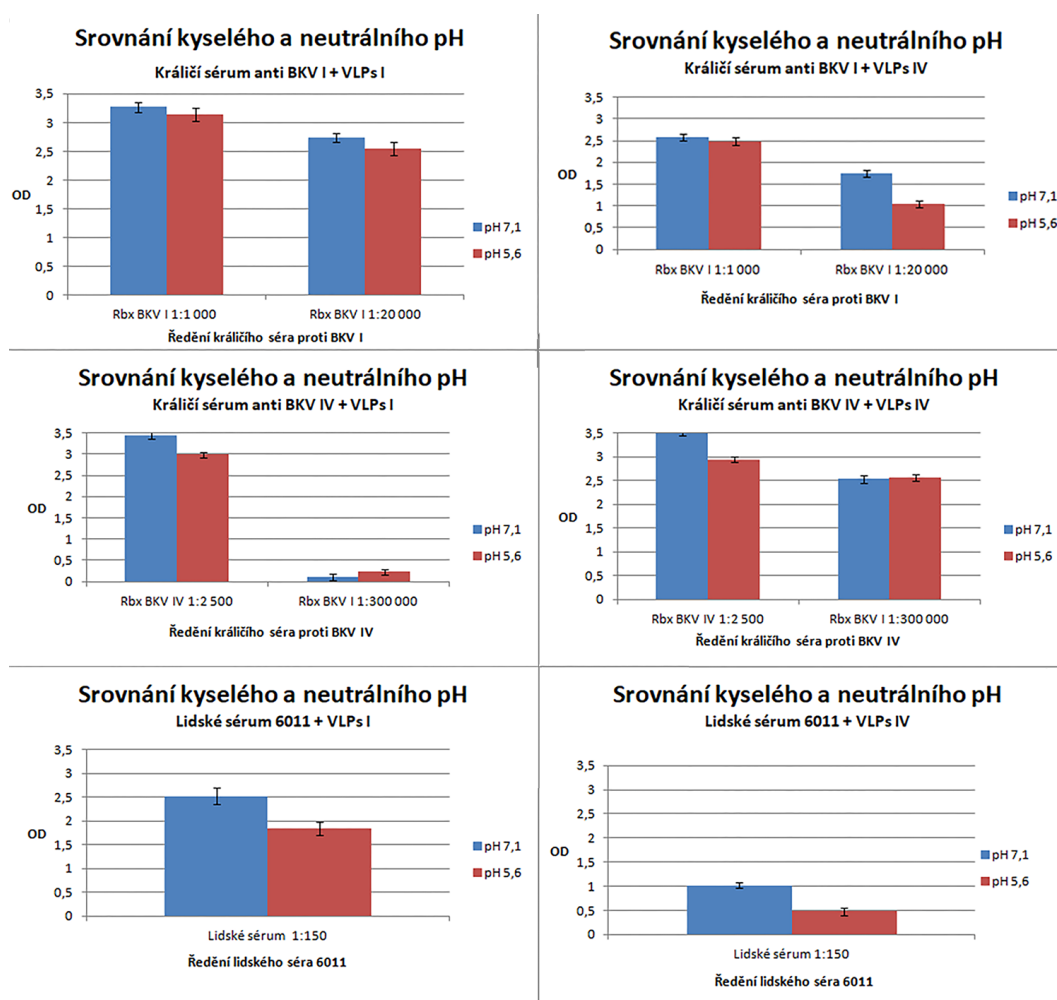 Srovnání kyselého a neutrálního pH
Králičí sérum anti BKV I + VLPs I
3,5
3
2,5
2
1,5
1
0,5
0
OD
pH 7,1
pH 5,6
Rbx BKV I 1:1 000
Rbx BKV I 1:20 000
Ředění králičího séra proti BKV I
Srovnání kyselého a neutrálního pH
Králičí sérum anti BKV I + VLPs IV
3,5
3
2,5
2
1,5
1
0,5
0
OD
pH 7,1
pH 5,6
Rbx BKV I 1:1 000
Rbx BKV I 1:20 000
Ředění králičího séra proti BKV I
Srovnání kyselého a neutrálního pH
Králičí sérum anti BKV IV + VLPs I
3,5
3
2,5
2
1,5
1
0,5
0
OD
pH 7,1
pH 5,6
Rbx BKV IV 1:2 500
Rbx BKV I 1:300 000
Ředění králičího séra proti BKV IV
Srovnání kyselého a neutrálního pH
Králičí sérum anti BKV IV + VLPs IV
3,5
3
2,5
2
1,5
1
0,5
0
OD
pH 7,1
pH 5,6
Rbx BKV IV 1:2 500
Rbx BKV I 1:300 000
Ředění králičího séra proti BKV IV
Srovnání kyselého a neutrálního pH
Lidské sérum 6011 + VLPs I
3,5
3
2,5
2
1,5
1
0,5
0
OD
pH 7,1
pH 5,6
Lidské sérum 1:150
Ředění lidského séra 6011
Srovnání kyselého a neutrálního pH
Lidské sérum 6011 + VLPs IV
3,5
3
2,5
2
1,5
1
0,5
0
OD
pH 7,1
pH 5,6
Lidské sérum 1:150
Ředění lidského séra 6011